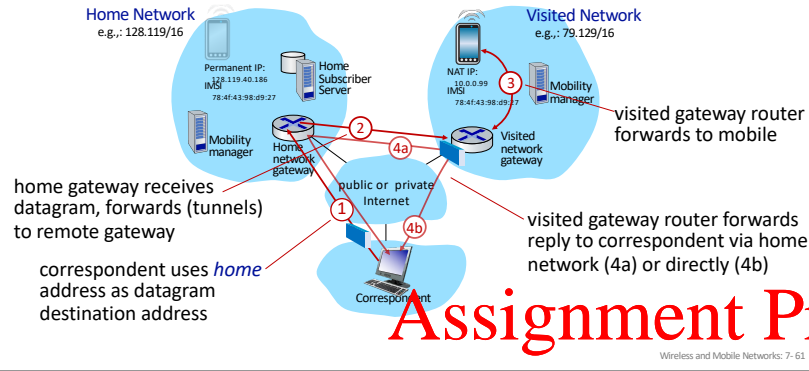 Home Network
e.g.,: 128.119/16
Visited Network
e.g.,: 79.129/16
Permanent IP:
128.119.40.186
IMSI
78:4f:43:98:d9:27
Home
Subscriber
Server
Mobility
manager
Home
network
gateway
NAT IP:
10.0.0.99
IMSI
78:4f:43:98:d9:27
Mobility
manager
3
visited gateway router
forwards to mobile
2
4a
Visited
network
gateway
public or private
Internet
home gateway receives
datagram, forwards (tunnels)
to remote gateway
1
4b
visited gateway router forwards
reply to correspondent via home
network (4a) or directly (4b)
correspondent uses home
address as datagram
destination address
Correspondent
Assignment P
Wireless and Mobile Networks: 7- 61